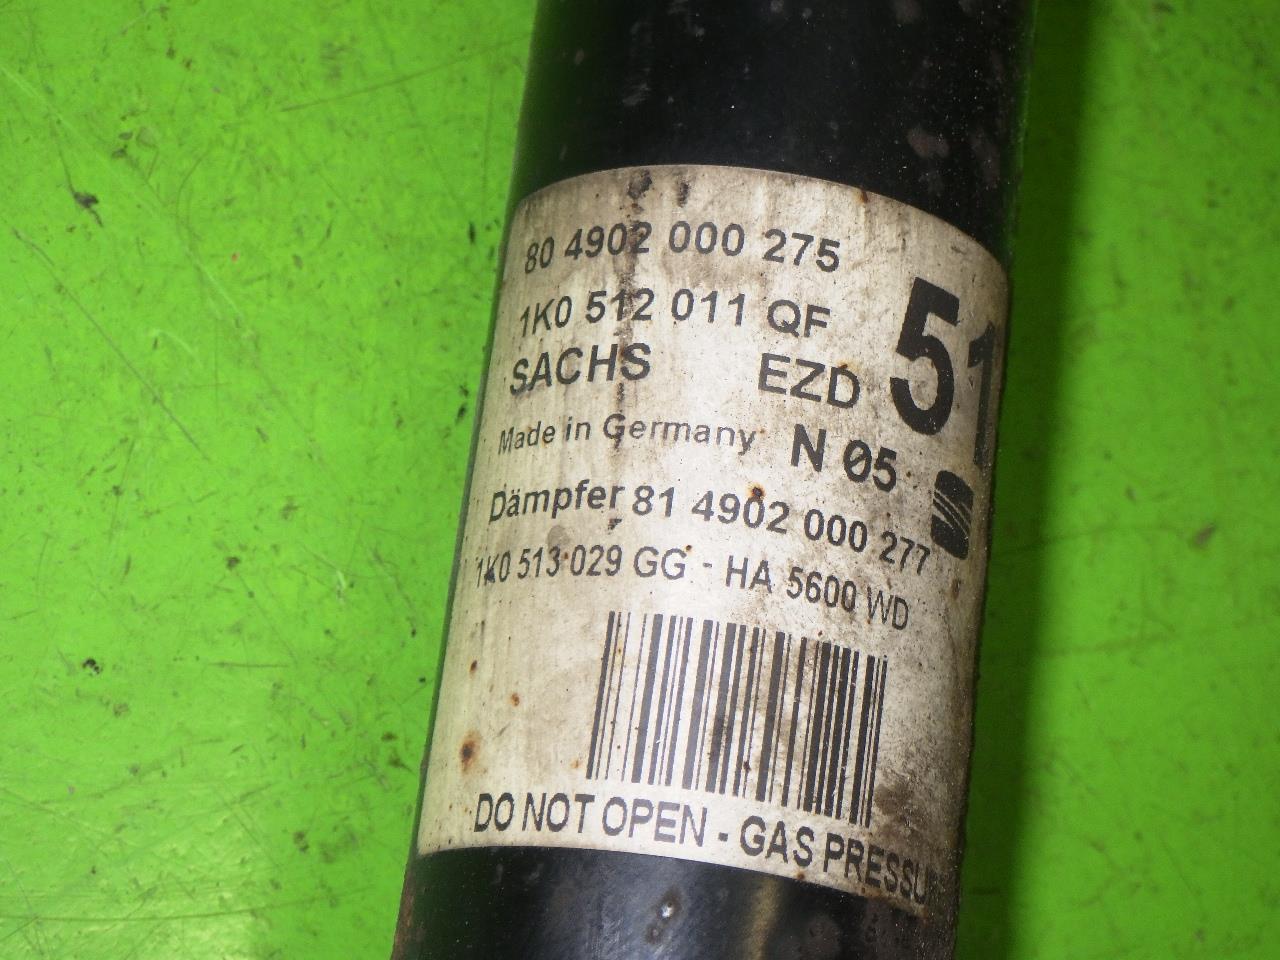 80 4902 000 275
1K0 512 011 QF
51
SACHS EZD
Made in Germany N 05
Dämpfer 81 4902 000 277
1K0 513 029 GG - HA 5600 WD
DO NOT OPEN - GAS PRESSU